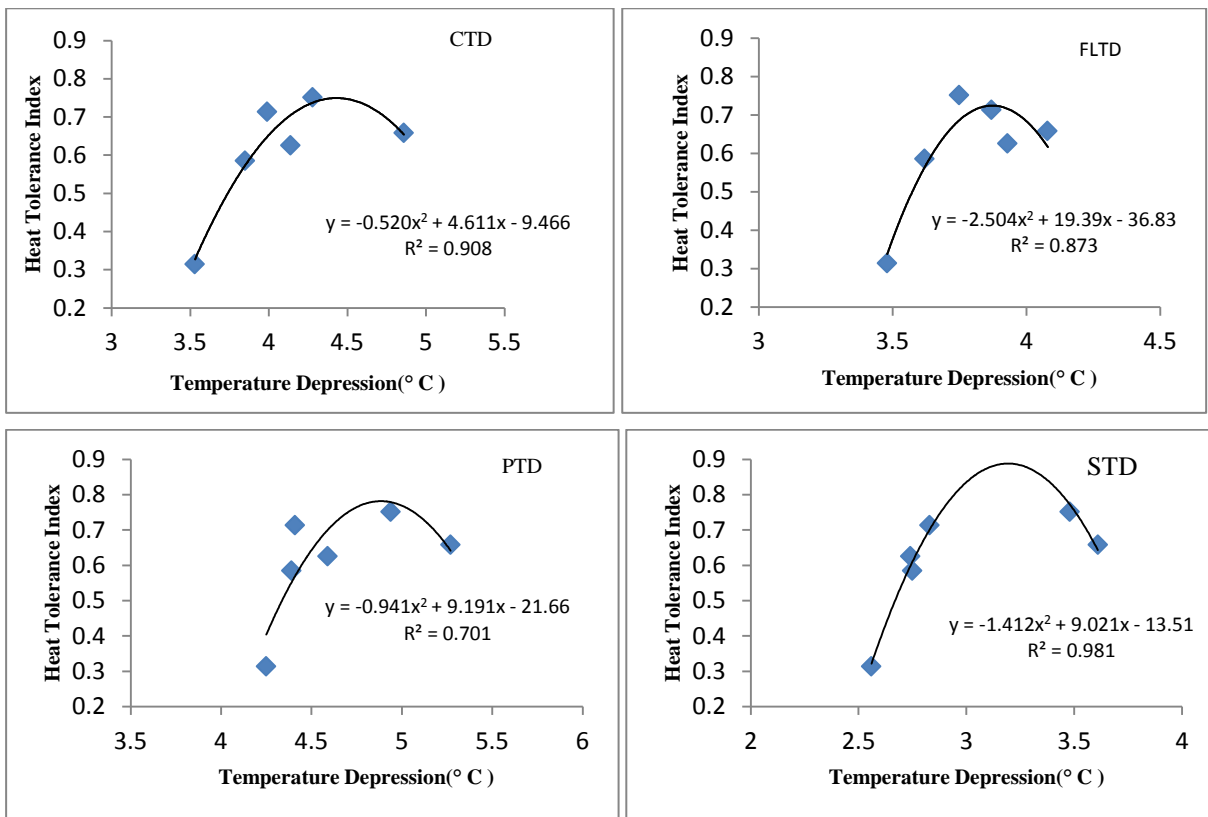 CTD
0.9
0.8
0.7
0.6
0.5
0.4
0.3
0.2
Heat Tolerance Index
y = -0.520x² + 4.611x - 9.466
R² = 0.908
3 3.5 4 4.5 5 5.5
Temperature Depression(° C )
FLTD
0.9
0.8
0.7
0.6
0.5
0.4
0.3
0.2
Heat Tolerance Index
y = -2.504x² + 19.39x - 36.83
R² = 0.873
3 3.5 4 4.5
Temperature Depression(° C )
PTD
0.9
0.8
0.7
0.6
0.5
0.4
0.3
0.2
Heat Tolerance Index
y = -0.941x² + 9.191x - 21.66
R² = 0.701
3.5 4 4.5 5 5.5 6
Temperature Depression(° C )
STD
0.9
0.8
0.7
0.6
0.5
0.4
0.3
0.2
Heat Tolerance Index
y = -1.412x² + 9.021x - 13.51
R² = 0.981
2 2.5 3 3.5 4
Temperature Depression(° C )